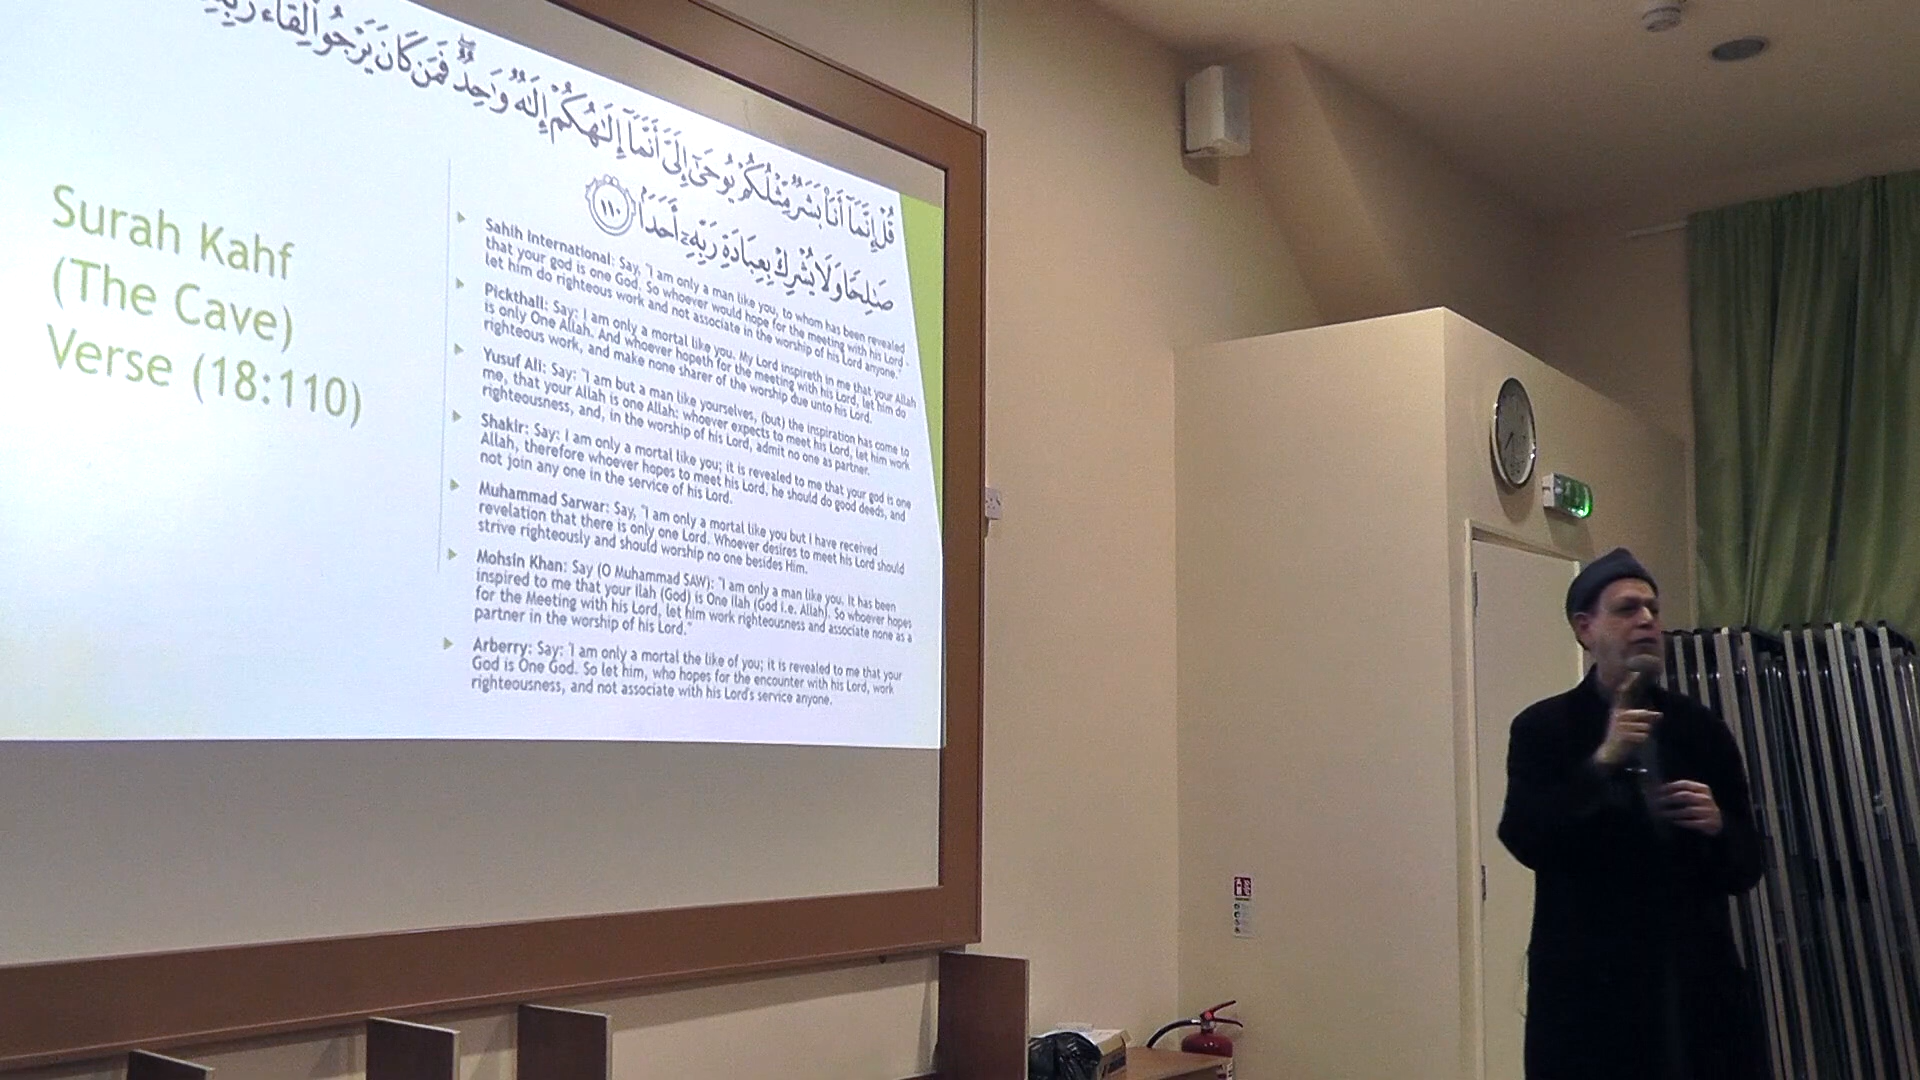 قُلْ إِنَّمَآ أَنَا۠ بَشَرٌ مِّثْلُكُمْ يُوحَىٰٓ إِلَىَّ أَنَّمَآ إِلَـٰهُكُمْ إِلَـٰهٌ وَٰحِدٌ ۖ فَمَن كَانَ يَرْجُوا۟ لِقَآءَ رَبِّهِۦ
صَـٰلِحًا وَلَا يُشْرِكْ بِعِبَادَةِ رَبِّهِۦٓ أَحَدًۢا ١١٠
Surah Kahf
(The Cave)
Verse (18:110)
Sahih International: Say, "I am only a man like you, to whom has been revealed
that your god is one God. So whoever would hope for the meeting with his Lord -
let him do righteous work and not associate in the worship of his Lord anyone."
Pickthall: Say: I am only a mortal like you. My Lord inspireth in me that your Allah
is only One Allah. And whoever hopeth for the meeting with his Lord, let him do
righteous work, and make none sharer of the worship due unto his Lord.
Yusuf Ali: Say: "I am but a man like yourselves, (but) the inspiration has come to
me, that your Allah is one Allah: whoever expects to meet his Lord, let him work
righteousness, and, in the worship of his Lord, admit no one as partner.
Shakir: Say: I am only a mortal like you; it is revealed to me that your god is one
Allah, therefore whoever hopes to meet his Lord, he should do good deeds, and
not join any one in the service of his Lord.
Muhammad Sarwar: Say, "I am only a mortal like you but I have received
revelation that there is only one Lord. Whoever desires to meet his Lord should
strive righteously and should worship no one besides Him.
Mohsin Khan: Say (O Muhammad SAW): "I am only a man like you. It has been
inspired to me that your Ilah (God) is One Ilah (God i.e. Allah). So whoever hopes
for the Meeting with his Lord, let him work righteousness and associate none as a
partner in the worship of his Lord."
Arberry: Say: 'I am only a mortal the like of you; it is revealed to me that your
God is One God. So let him, who hopes for the encounter with his Lord, work
righteousness, and not associate with his Lord's service anyone.